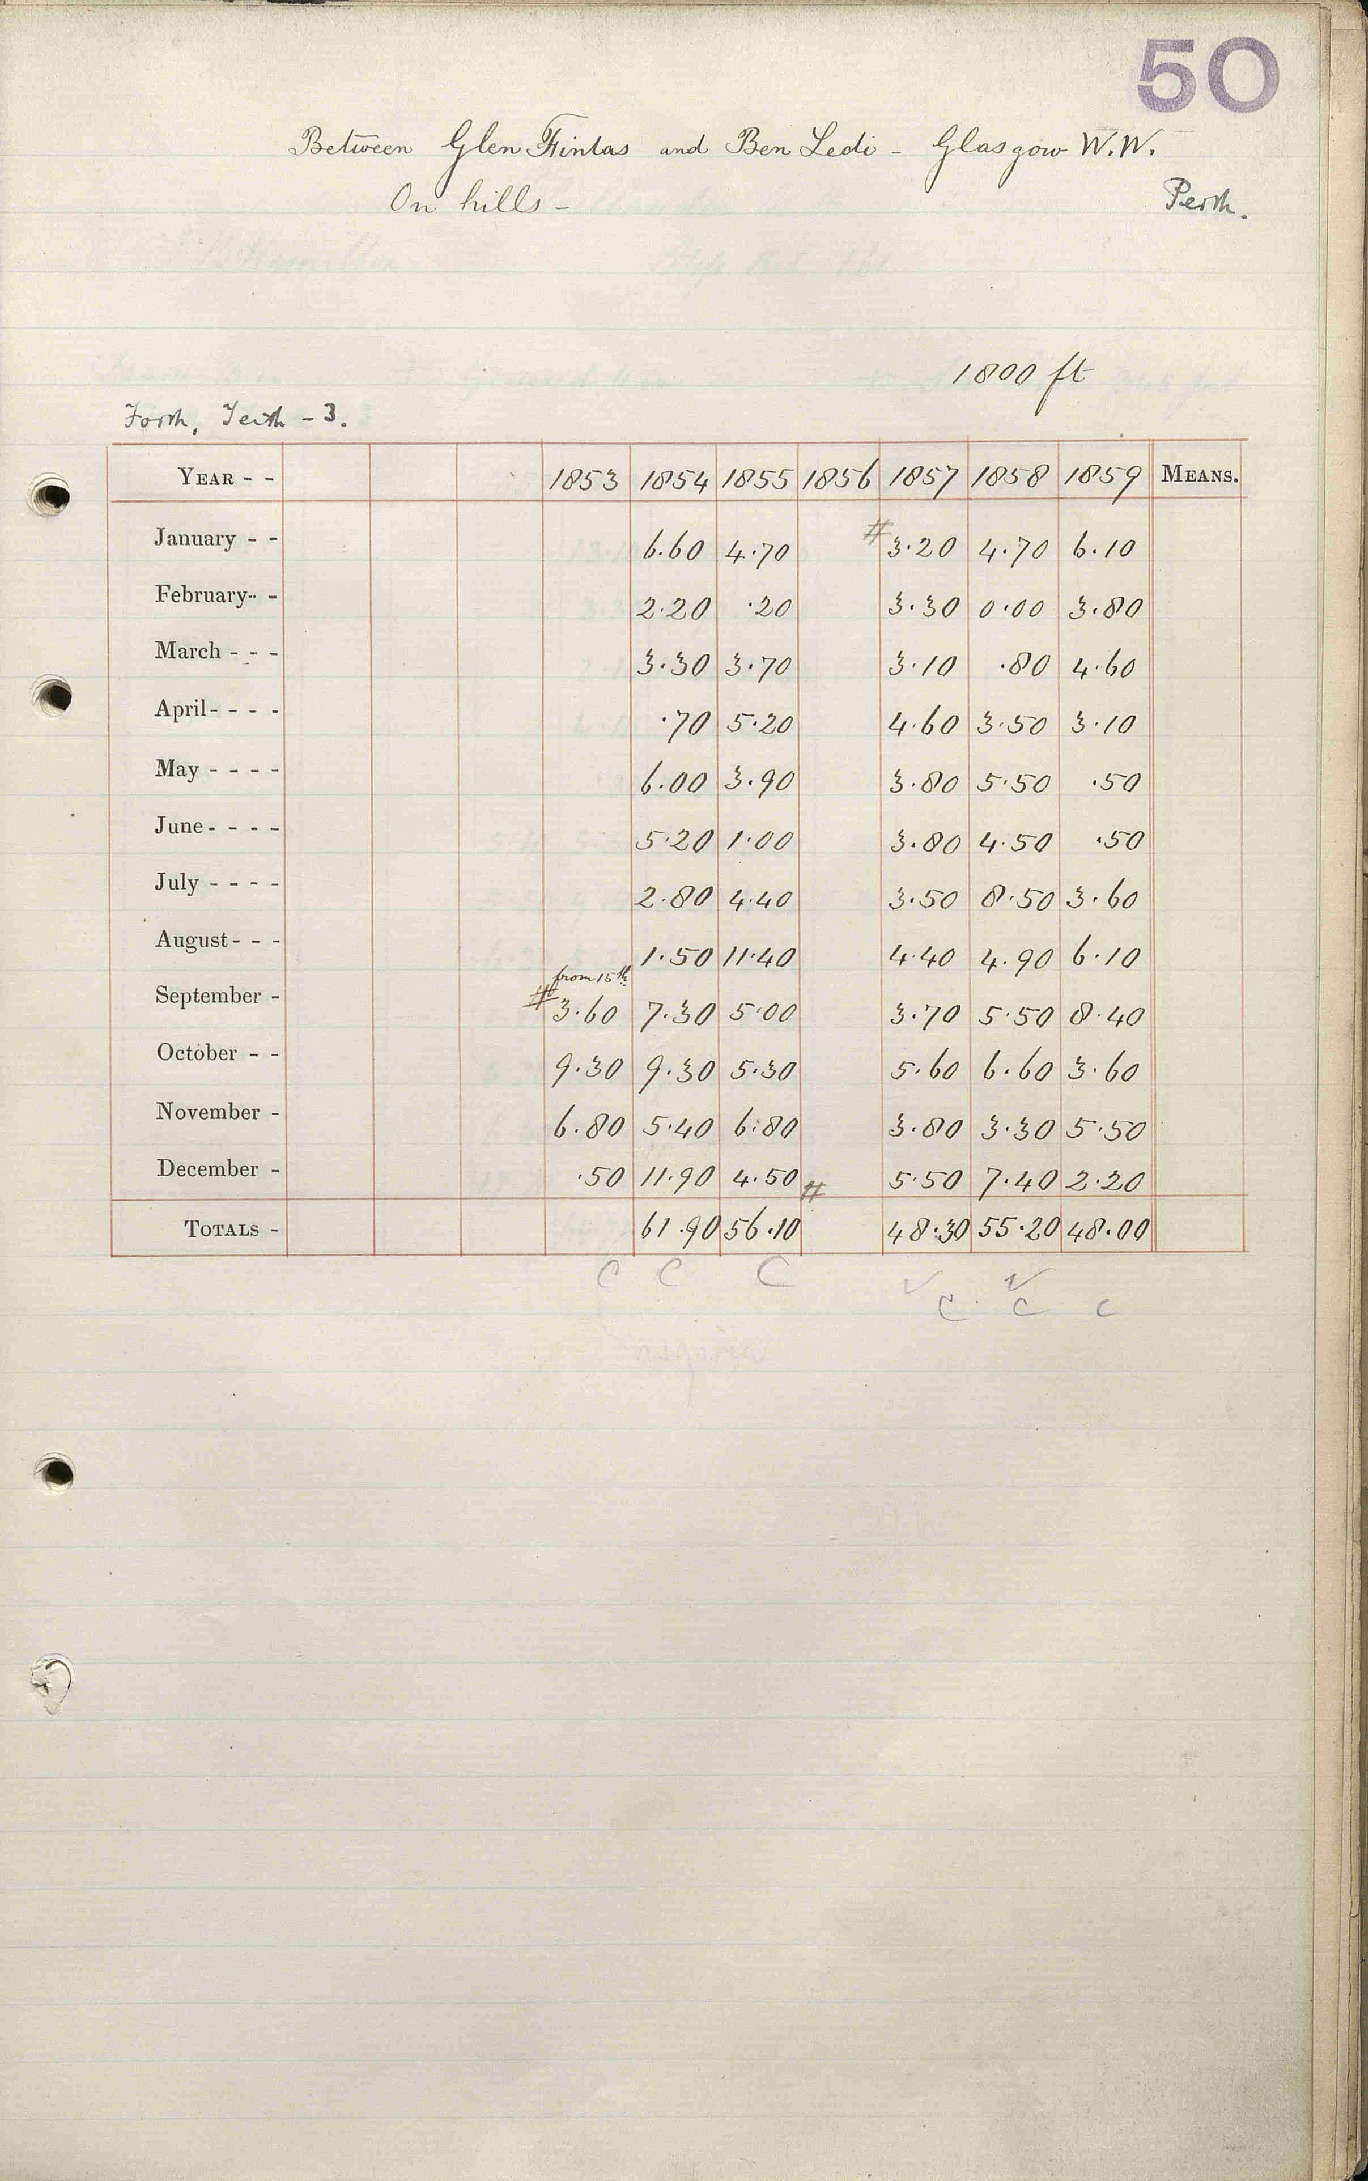 50
Between Glen Fintas and Ben Ledi - Glasgow W.W.
On hills - Perth.
1800 ft
Forth, Teith - 3.
YEAR - - 1853 1854 1855 1856 1857 1858 1859 MEANS.
January - - 6.60 4.70 # 3.20 4.70 6.10
February - - 2.20 .20 3.30 0.00 3.80
March - - - 3.30 3.70 3.10 .80 4.60
April - - - - .70 5.20 4.60 3.50 3.10
May - - - - 6.00 3.90 3.80 5.50 .50
June - - - - 5.20 1.00 3.80 4.50 .50
July - - - - 2.80 4.40 3.50 8.50 3.60
August - - - 1.50 11.40 4.40 4.90 6.10
from 15th
September - # 3.60 7.30 5.00 3.70 5.50 8.40
October - - 9.30 9.30 5.30 5.60 6.60 3.60
November - 6.80 5.40 6.80 3.80 3.30 5.50
December - .50 11.90 4.50 # 5.50 7.40 2.20
TOTALS - 61.90 56.10 48.30 55.20 48.00
C C C ✓ ✓
C C C